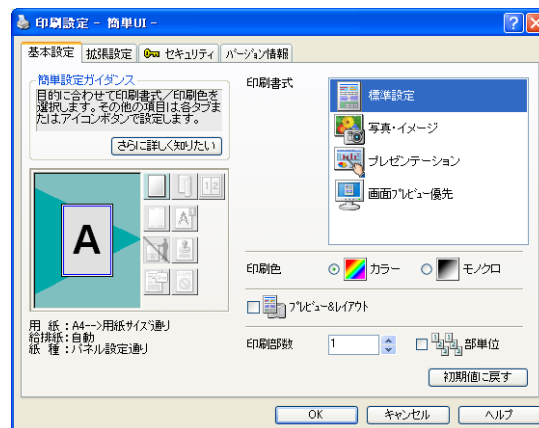 印刷設定 - 簡単UI -
基本設定 拡張設定 セキュリティ バージョン情報
簡単設定ガイダンス
目的に合わせて印刷書式/印刷色を
選択します。その他の項目は各タブま
たはアイコンボタンで設定します。
さらに詳しく知りたい
A
用 紙 : A4-->用紙サイズ通り
給排紙 : 自動
紙 種 : パネル設定通り
印刷書式
標準設定
写真・イメージ
プレゼンテーション
画面プレビュー優先
印刷色 カラー モノクロ
プレビュー&レイアウト
印刷部数 1 部単位
初期値に戻す
OK キャンセル ヘルプ